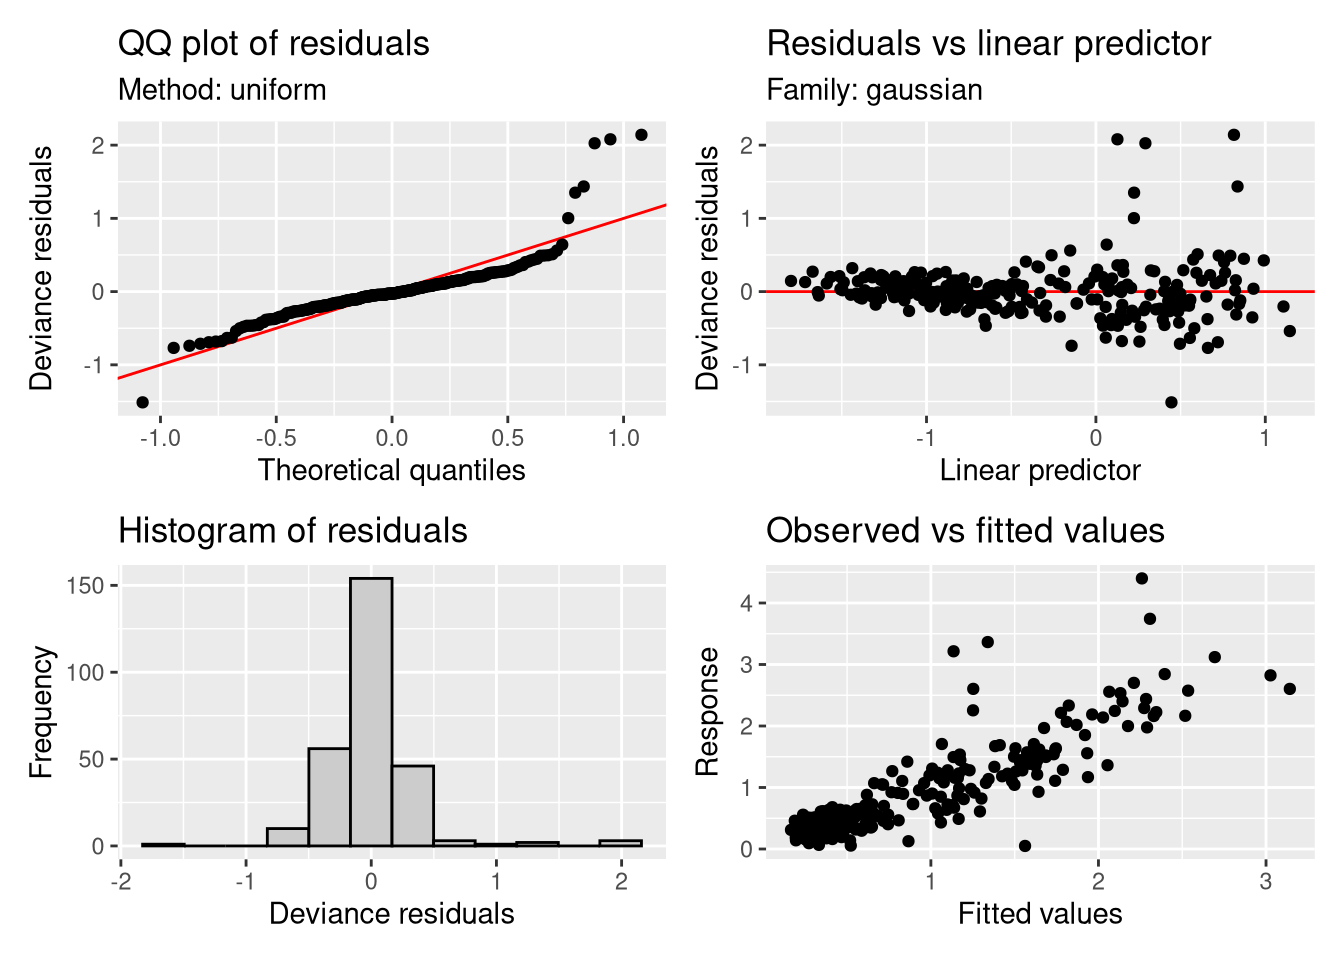 QQ plot of residuals
Method: uniform
Deviance residuals
2
1
0
-1
-1.0 -0.5 0.0 0.5 1.0
Theoretical quantiles
Residuals vs linear predictor
Family: gaussian
Deviance residuals
2
1
0
-1
-1 0 1
Linear predictor
Histogram of residuals
Frequency
150
100
50
0
-2 -1 0 1 2
Deviance residuals
Observed vs fitted values
Response
4
3
2
1
0
1 2 3
Fitted values